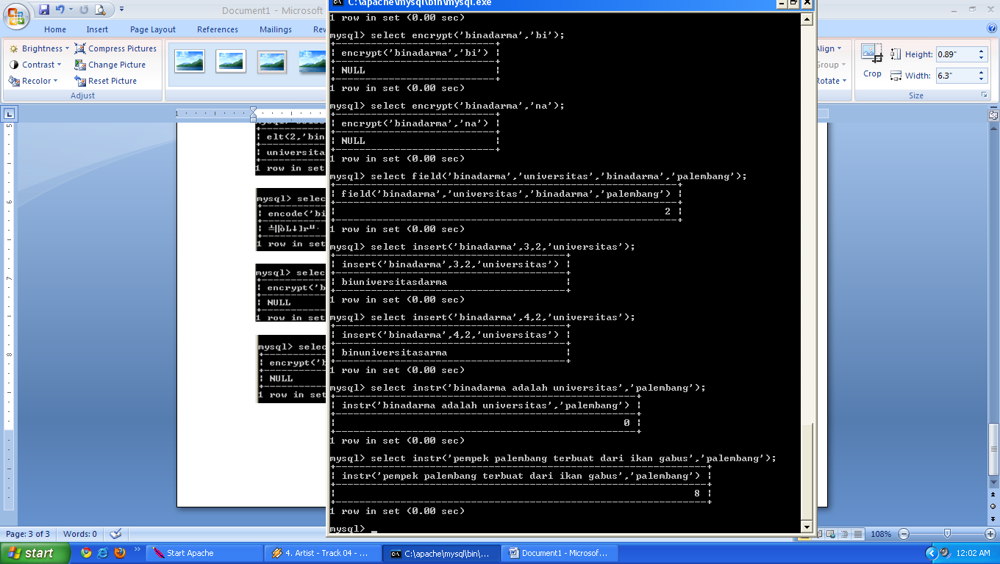 Document1 - Microsoft
C:\apache\mysql\bin\mysql.exe
Home Insert Page Layout References Mailings Rev
Brightness Compress Pictures
Contrast Change Picture
Recolor Reset Picture
Adjust
Align
Group
Rotate
Crop
Height: 0.89"
Width: 6.3"
Size
elt(2,'bin
universita
1 row in set
mysql> selec
encode('bi
1 row in set
mysql> selec
encrypt('b
NULL
1 row in set
mysql> selec
encrypt('b
NULL
1 row in set
1 row in set (0.00 sec)
mysql> select encrypt('binadarma','bi');
| encrypt('binadarma','bi') |
| NULL |
1 row in set (0.00 sec)
mysql> select encrypt('binadarma','na');
| encrypt('binadarma','na') |
| NULL |
1 row in set (0.00 sec)
mysql> select field('binadarma','universitas','binadarma','palembang');
| field('binadarma','universitas','binadarma','palembang') |
| 2 |
1 row in set (0.00 sec)
mysql> select insert('binadarma',3,2,'universitas');
| insert('binadarma',3,2,'universitas') |
| biuniversitasdarma |
1 row in set (0.00 sec)
mysql> select insert('binadarma',4,2,'universitas');
| insert('binadarma',4,2,'universitas') |
| binuniversitasarma |
1 row in set (0.00 sec)
mysql> select instr('binadarma adalah universitas','palembang');
| instr('binadarma adalah universitas','palembang') |
| 0 |
1 row in set (0.00 sec)
mysql> select instr('pempek palembang terbuat dari ikan gabus','palembang');
| instr('pempek palembang terbuat dari ikan gabus','palembang') |
| 8 |
1 row in set (0.00 sec)
mysql> _
Page: 3 of 3 Words: 0 108%
start Start Apache 4. Artist - Track 04 - ... C:\apache\mysql\bin\... Document1 - Microsof... 12:02 AM